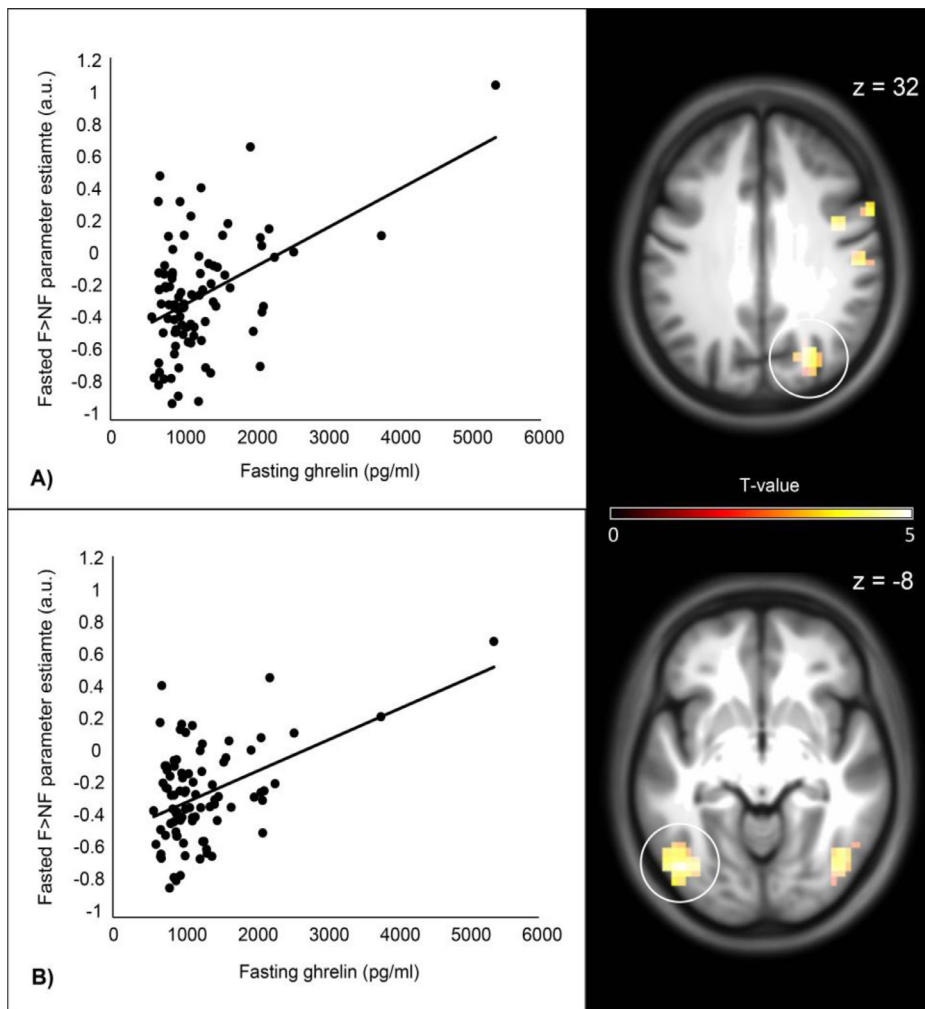 1.2
1
0.8
0.6
0.4
0.2
0
-0.2
-0.4
-0.6
-0.8
-1
Fasted F>NF parameter estiamte (a.u.)
0 1000 2000 3000 4000 5000 6000
Fasting ghrelin (pg/ml)
A)
z = 32
T-value
0 5
1.2
1
0.8
0.6
0.4
0.2
0
-0.2
-0.4
-0.6
-0.8
-1
Fasted F>NF parameter estiamte (a.u.)
0 1000 2000 3000 4000 5000 6000
Fasting ghrelin (pg/ml)
B)
z = -8